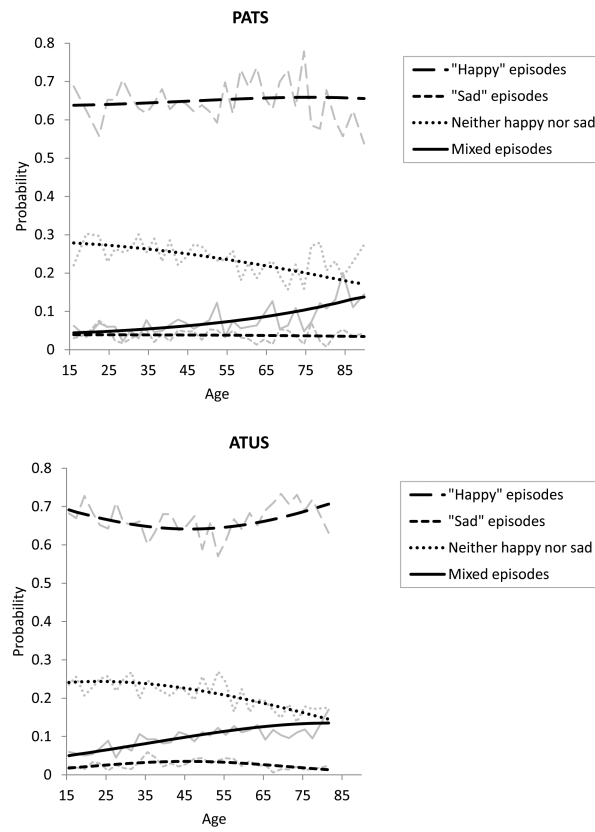 PATS
0.8
0.7
0.6
0.5
0.4
0.3
0.2
0.1
0
Probability
15 25 35 45 55 65 75 85
Age
"Happy" episodes
"Sad" episodes
Neither happy nor sad
Mixed episodes
ATUS
0.8
0.7
0.6
0.5
0.4
0.3
0.2
0.1
0
Probability
15 25 35 45 55 65 75 85
Age
"Happy" episodes
"Sad" episodes
Neither happy nor sad
Mixed episodes